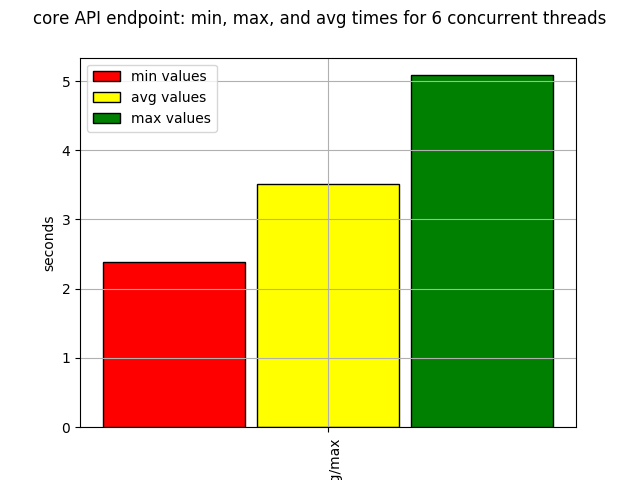 core API endpoint: min, max, and avg times for 6 concurrent threads
min values
avg values
max values
5
4
3
2
1
0
seconds
g/max